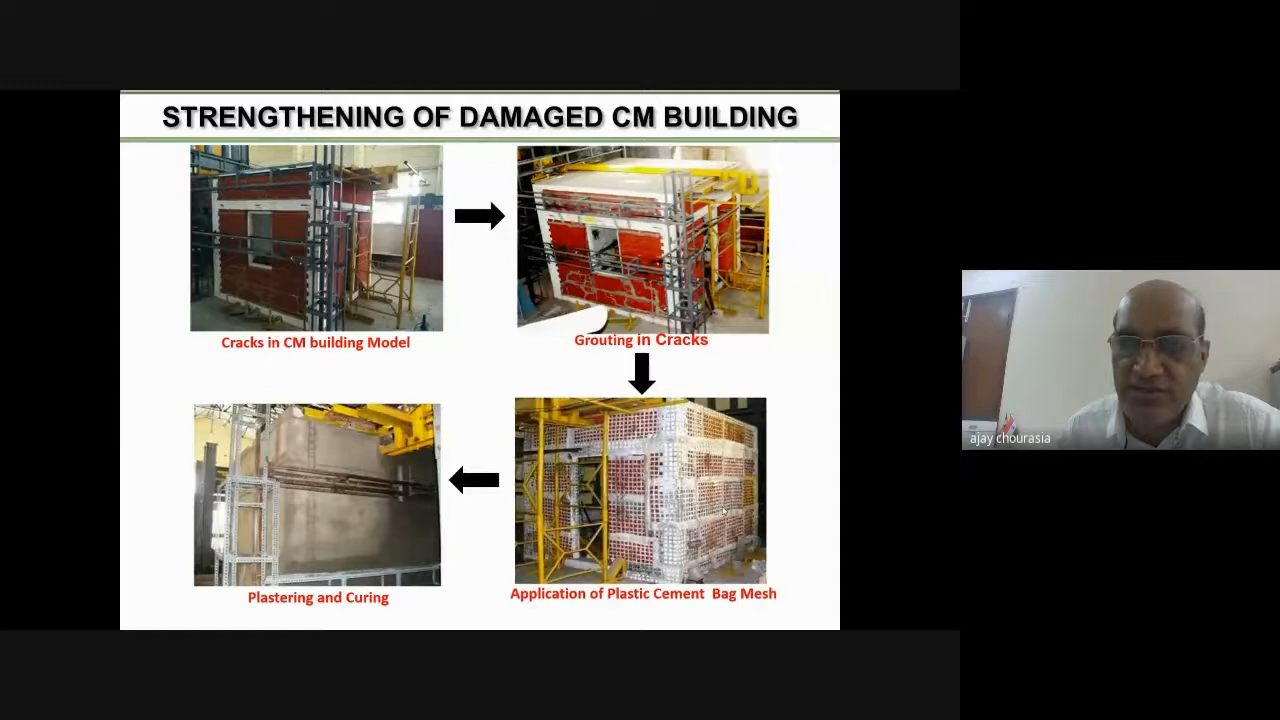 STRENGTHENING OF DAMAGED CM BUILDING
Cracks in CM building Model
Grouting in Cracks
Application of Plastic Cement Bag Mesh
Plastering and Curing
ajay chourasia